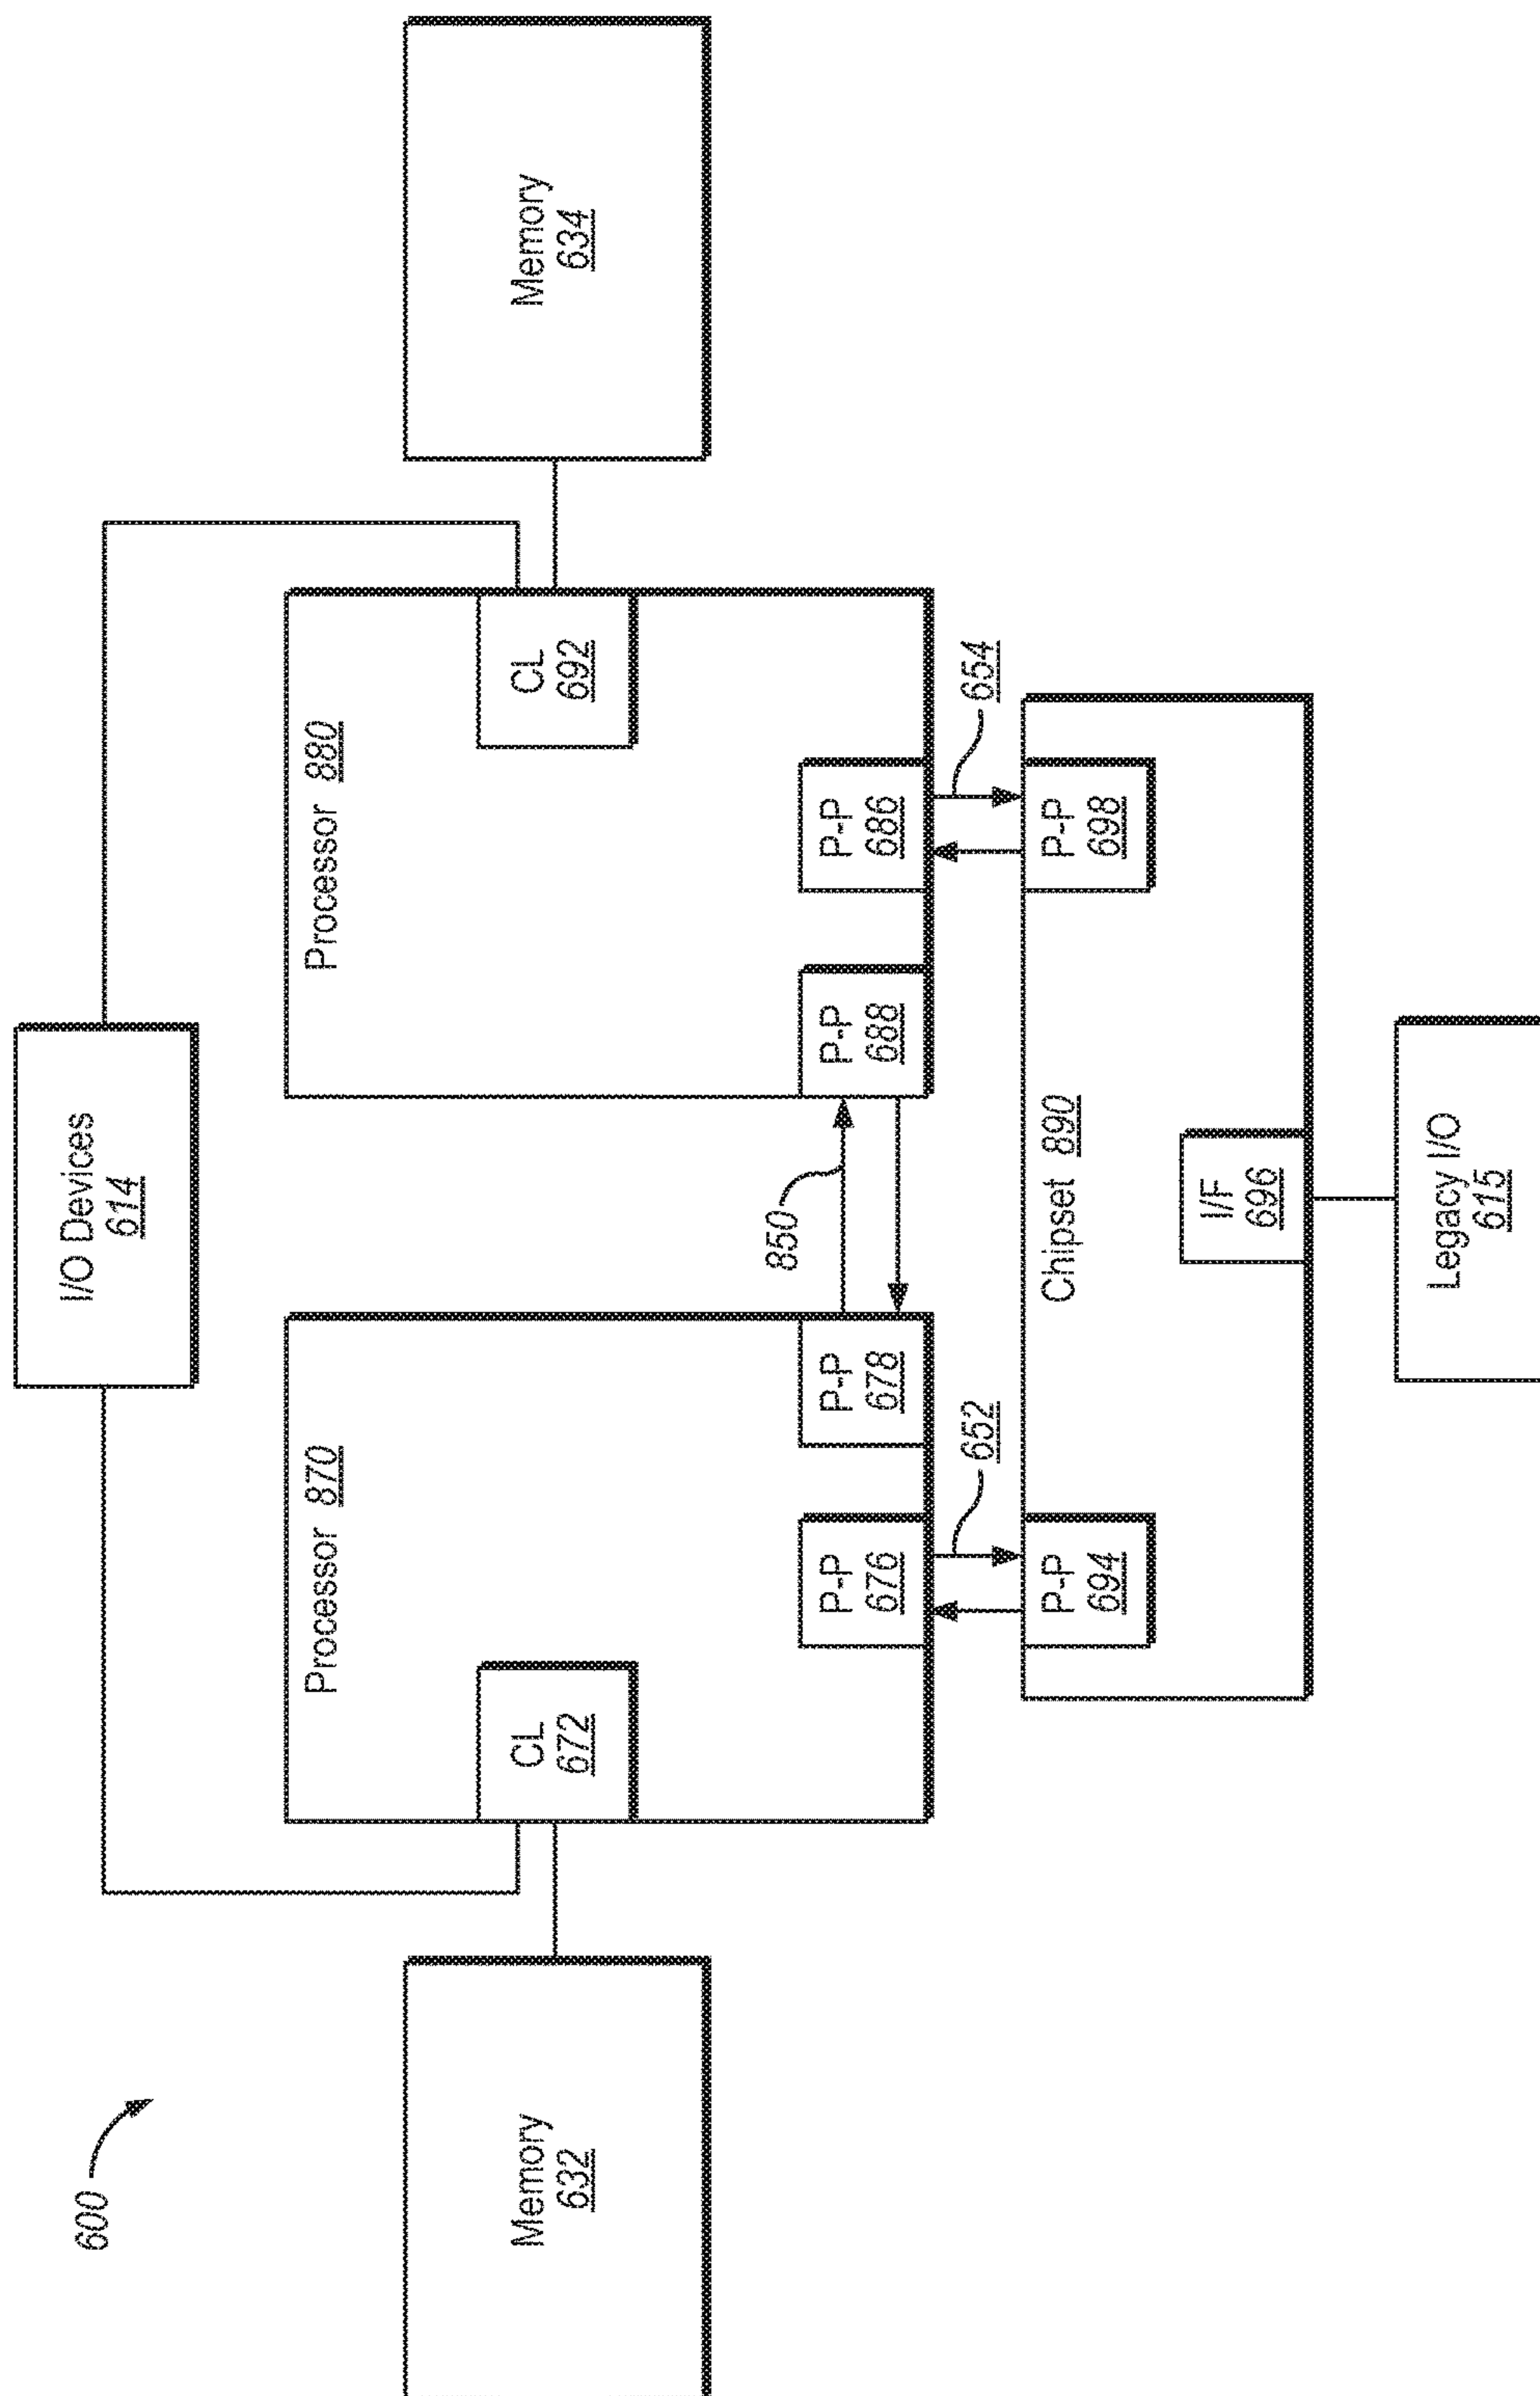 600
I/O Devices
614
Memory
632
Processor 870
CL
672
P-P
676
P-P
678
850
Processor 880
CL
692
P-P
688
P-P
686
Memory
634
652
654
Chipset 890
P-P
694
P-P
698
I/F
696
Legacy I/O
615